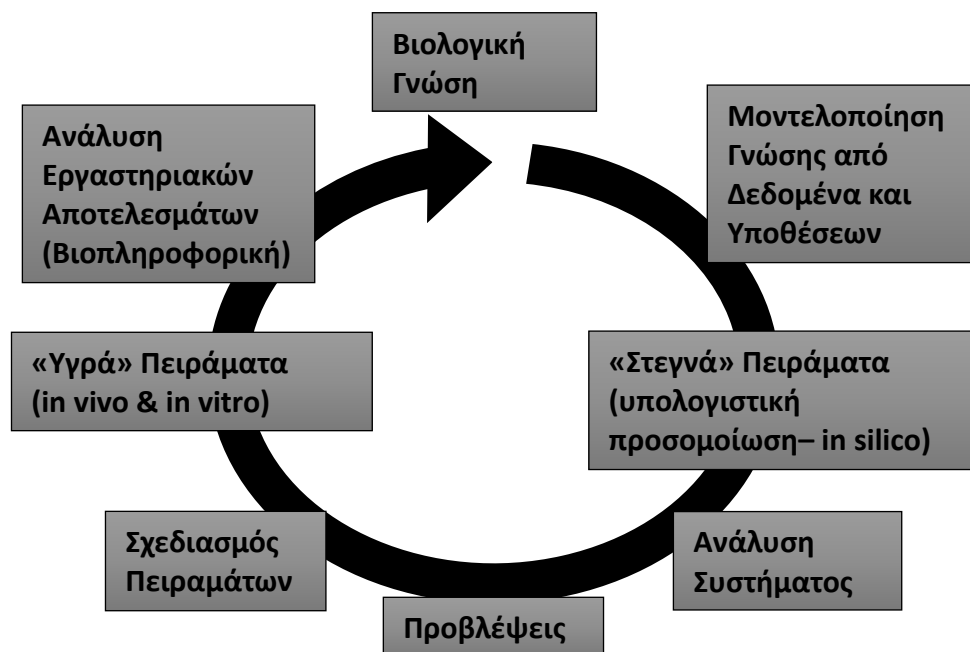 Βιολογική
Γνώση
Μοντελοποίηση
Γνώσης από
Δεδομένα και
Υποθέσεων
«Στεγνά» Πειράματα
(υπολογιστική
προσομοίωση– in silico)
Ανάλυση
Συστήματος
Προβλέψεις
Σχεδιασμός
Πειραμάτων
«Υγρά» Πειράματα
(in vivo & in vitro)
Ανάλυση
Εργαστηριακών
Αποτελεσμάτων
(Βιοπληροφορική)